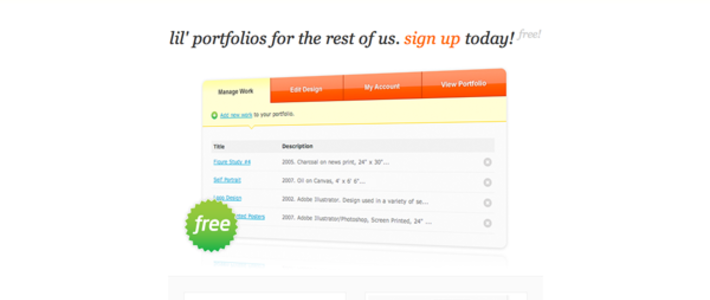 lil' portfolios for the rest of us. sign up today! free!
Manage Work Edit Design My Account View Portfolio
Add new work to your portfolio.
Title Description
Figure Study #4 2005. Charcoal on news print, 24" x 30"...
Self Portrait 2007. Oil on Canvas, 4' x 6' 6"...
Logo Design 2002. Adobe Illustrator. Design used in a variety of se...
Posters 2007. Adobe Illustrator/Photoshop, Screen Printed, 24" ...
free